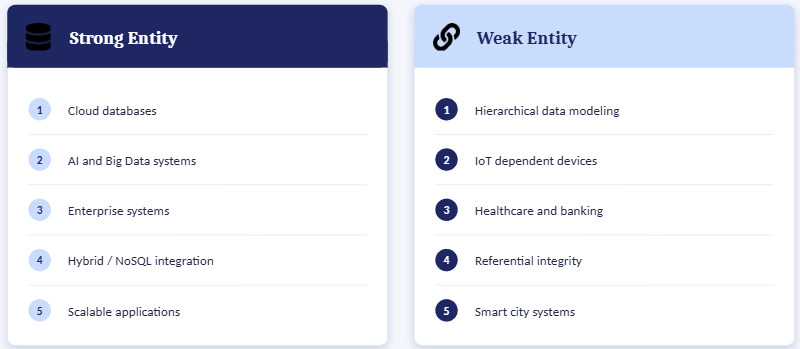 Strong Entity
1 Cloud databases
2 AI and Big Data systems
3 Enterprise systems
4 Hybrid / NoSQL integration
5 Scalable applications
Weak Entity
1 Hierarchical data modeling
2 IoT dependent devices
3 Healthcare and banking
4 Referential integrity
5 Smart city systems